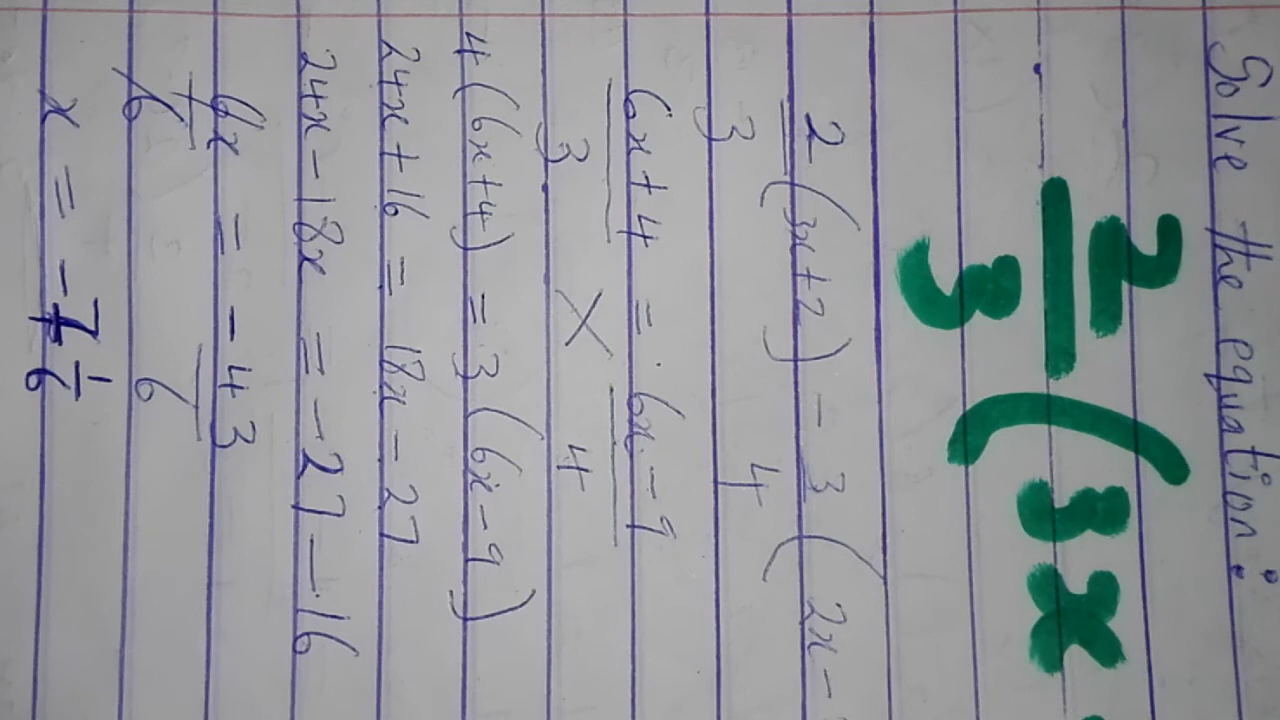 Solve the equation:
2/3 (3x
2/3 (3x+2) - 3/4 (2x-
(6x+4)/3 = (6x-9)/4
4(6x+4) = 3(6x-9)
24x+16 = 18x-27
24x-18x = -27-16
6x/6 = -43/6
x = -7 1/6